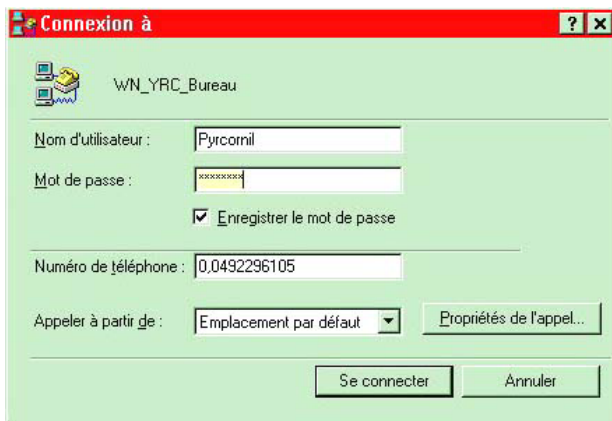 Connexion à
WN_YRC_Bureau
Nom d'utilisateur : Pyrcornil
Mot de passe : xxxxxxxx
Enregistrer le mot de passe
Numéro de téléphone : 0,0492296105
Appeler à partir de : Emplacement par défaut Propriétés de l'appel...
Se connecter Annuler